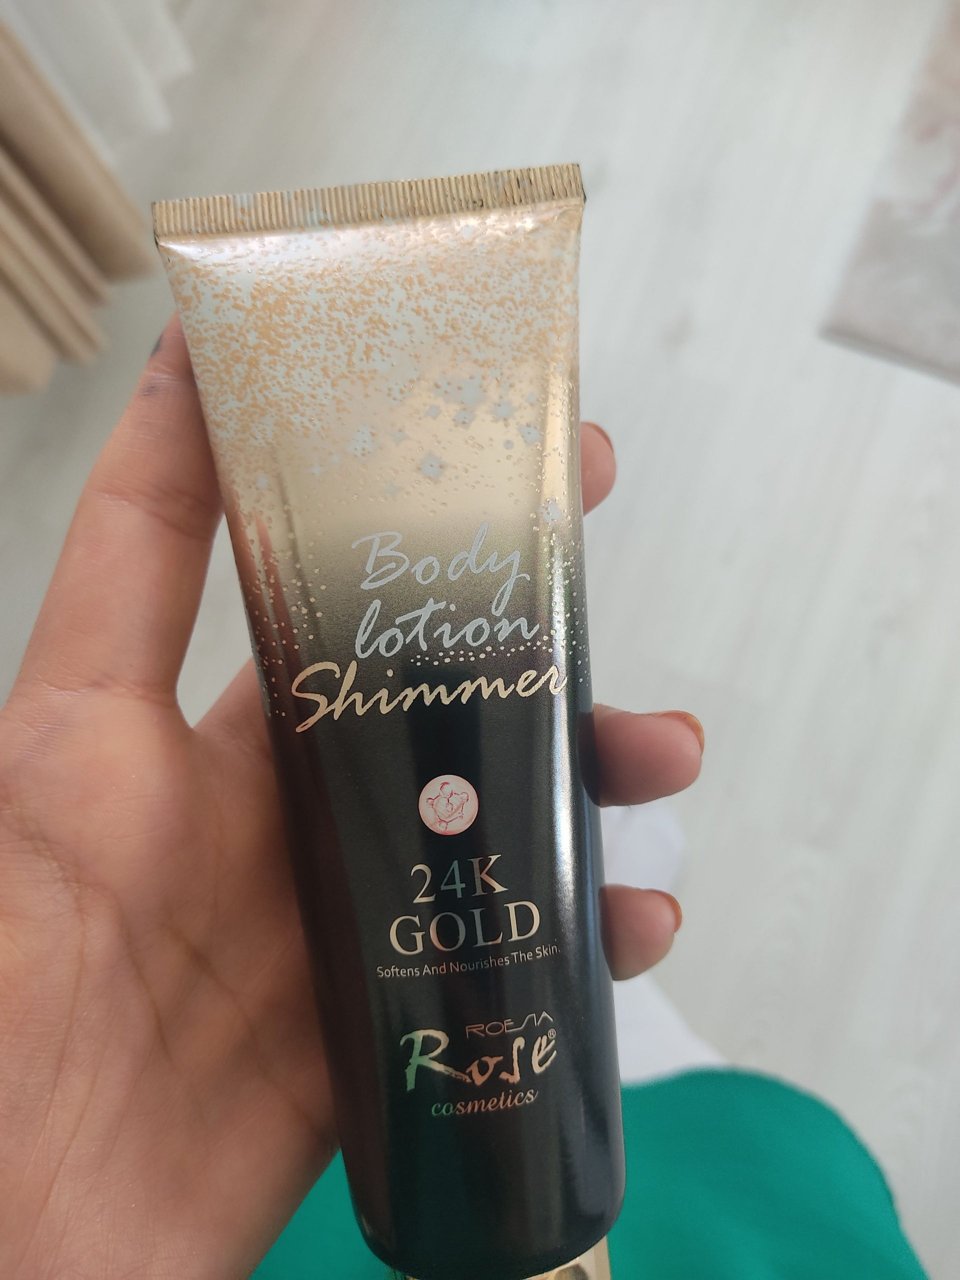 Body
lotion
Shimmer
24K
GOLD
Softens And Nourishes The Skin.
ROESIA
Rose®
cosmetics